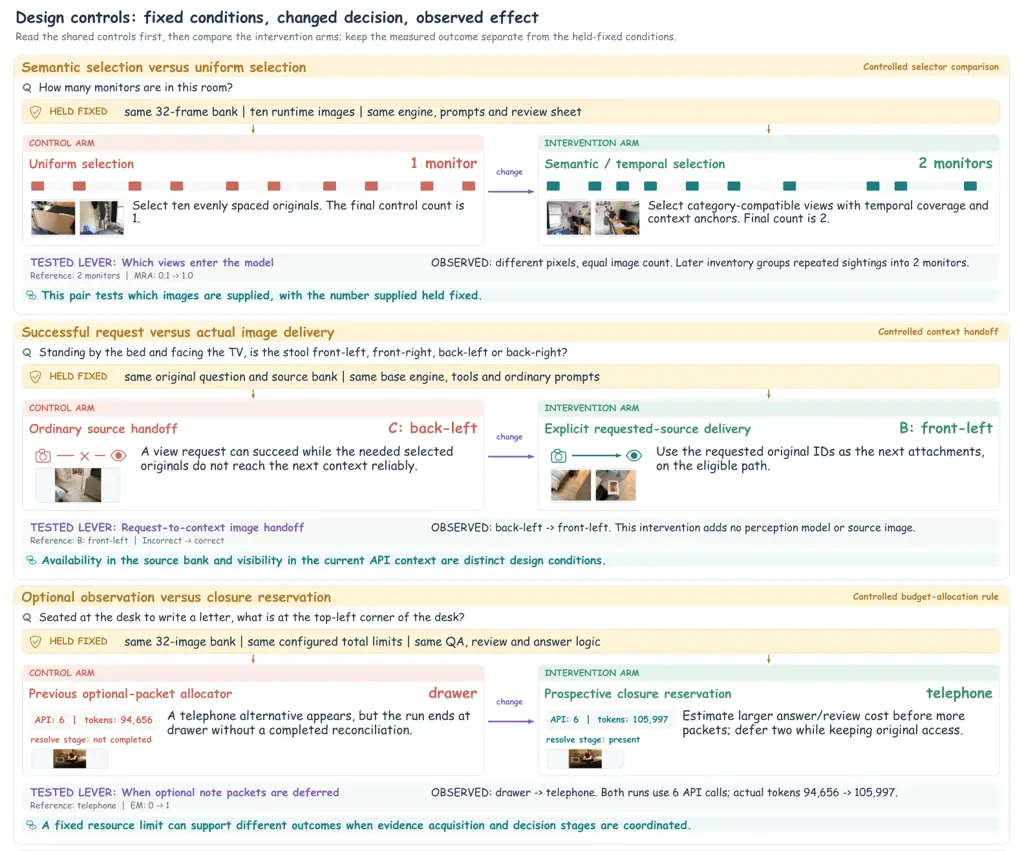 Design controls: fixed conditions, changed decision, observed effect
Read the shared controls first, then compare the intervention arms; keep the measured outcome separate from the held-fixed conditions.
Semantic selection versus uniform selection
Controlled selector comparison
Q How many monitors are in this room?
HELD FIXED same 32-frame bank | ten runtime images | same engine, prompts and review sheet
CONTROL ARM
Uniform selection
1 monitor
Select ten evenly spaced originals. The final control count is
1.
change
INTERVENTION ARM
Semantic / temporal selection
2 monitors
Select category-compatible views with temporal coverage and
context anchors. Final count is 2.
TESTED LEVER: Which views enter the model
Reference: 2 monitors | MRA: 0.1 -> 1.0
OBSERVED: different pixels, equal image count. Later inventory groups repeated sightings into 2 monitors.
This pair tests which images are supplied, with the number supplied held fixed.
Successful request versus actual image delivery
Controlled context handoff
Q Standing by the bed and facing the TV, is the stool front-left, front-right, back-left or back-right?
HELD FIXED same original question and source bank | same base engine, tools and ordinary prompts
CONTROL ARM
Ordinary source handoff
C: back-left
A view request can succeed while the needed selected
originals do not reach the next context reliably.
change
INTERVENTION ARM
Explicit requested-source delivery
B: front-left
Use the requested original IDs as the next attachments,
on the eligible path.
TESTED LEVER: Request-to-context image handoff
Reference: B: front-left | Incorrect -> correct
OBSERVED: back-left -> front-left. This intervention adds no perception model or source image.
Availability in the source bank and visibility in the current API context are distinct design conditions.
Optional observation versus closure reservation
Controlled budget-allocation rule
Q Seated at the desk to write a letter, what is at the top-left corner of the desk?
HELD FIXED same 32-image bank | same configured total limits | same QA, review and answer logic
CONTROL ARM
Previous optional-packet allocator
drawer
API: 6 | tokens: 94,656
resolve stage: not completed
A telephone alternative appears, but the run ends at
drawer without a completed reconciliation.
change
INTERVENTION ARM
Prospective closure reservation
telephone
API: 6 | tokens: 105,997
resolve stage: present
Estimate larger answer/review cost before more
packets; defer two while keeping original access.
TESTED LEVER: When optional note packets are deferred
Reference: telephone | EM: 0 -> 1
OBSERVED: drawer -> telephone. Both runs use 6 API calls; actual tokens 94,656 -> 105,997.
A fixed resource limit can support different outcomes when evidence acquisition and decision stages are coordinated.